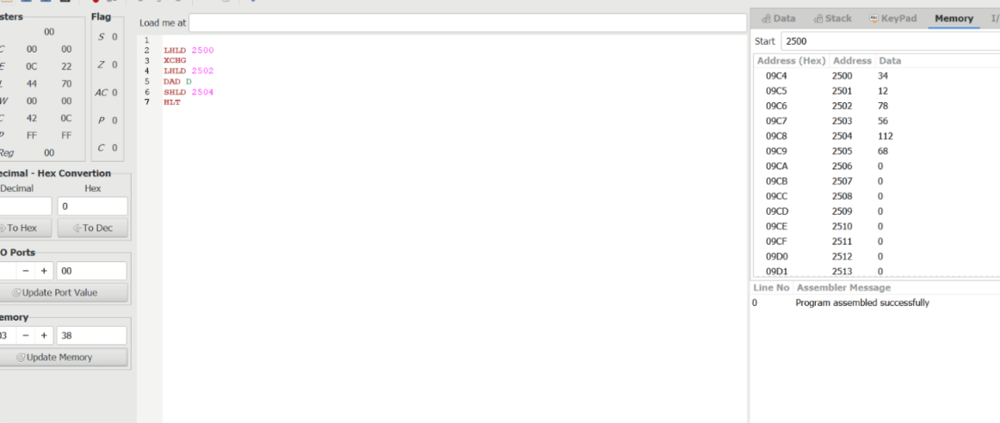 Flag
00
S 0
00 00
0C 22
Z 0
44 70
00 00
AC 0
42 0C
P 0
FF FF
Reg 00
C 0
Decimal - Hex Convertion
Decimal Hex
0
To Hex To Dec
I/O Ports
− + 00
Update Port Value
Memory
03 − + 38
Update Memory
Load me at
1
2 LHLD 2500
3 XCHG
4 LHLD 2502
5 DAD D
6 SHLD 2504
7 HLT
Data Stack KeyPad Memory I/
Start 2500
Address (Hex) Address Data
09C4 2500 34
09C5 2501 12
09C6 2502 78
09C7 2503 56
09C8 2504 112
09C9 2505 68
09CA 2506 0
09CB 2507 0
09CC 2508 0
09CD 2509 0
09CE 2510 0
09CF 2511 0
09D0 2512 0
09D1 2513 0
Line No Assembler Message
0 Program assembled successfully